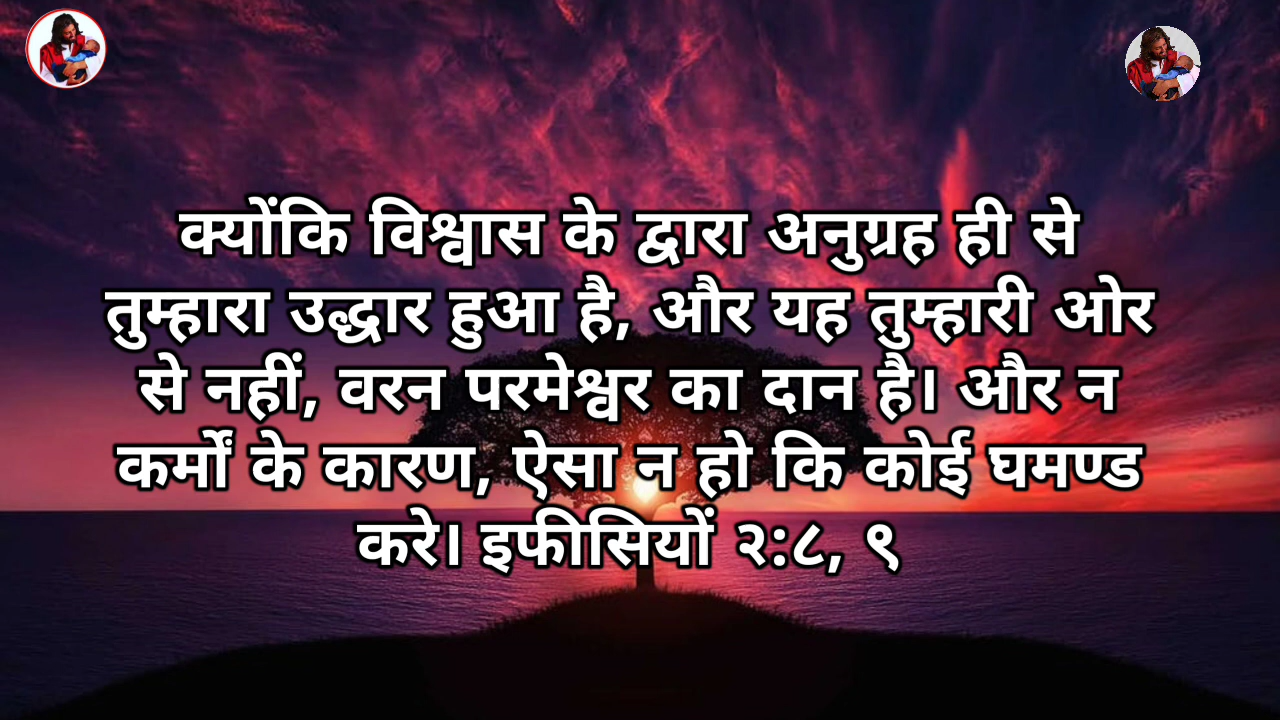 क्योंकि विश्वास के द्वारा अनुग्रह ही से
तुम्हारा उद्धार हुआ है, और यह तुम्हारी ओर
से नहीं, वरन परमेश्वर का दान है। और न
कर्मों के कारण, ऐसा न हो कि कोई घमण्ड
करे। इफीसियों २:८, ९